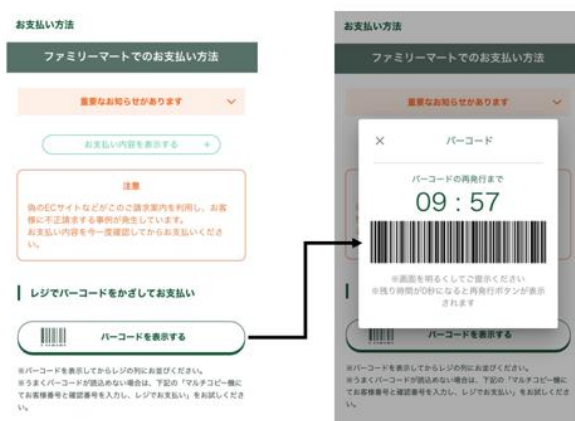 お支払い方法
ファミリーマートでのお支払い方法
重要なお知らせがあります
お支払い内容を表示する +
注意
偽のECサイトなどがこのご請求案内を利用し、お客
様に不正請求する事例が発生しています。
お支払い内容を今一度確認してからお支払いくださ
い。
レジでバーコードをかざしてお支払い
バーコードを表示する
※バーコードを表示してからレジの列にお並びください。
※うまくバーコードが読込めない場合は、下記の「マルチコピー機に
てお客様番号と確認番号を入力し、レジでお支払い」をお試しくださ
い。
お支払い方法
ファミリーマートでのお支払い方法
重要なお知らせがあります
× バーコード
バーコードの再発行まで
09 : 57
※画面を明るくしてご提示ください
※残り時間が0秒になると再発行ボタンが表示
されます
バーコードを表示する
※バーコードを表示してからレジの列にお並びください。
※うまくバーコードが読込めない場合は、下記の「マルチコピー機に
てお客様番号と確認番号を入力し、レジでお支払い」をお試しくださ
い。